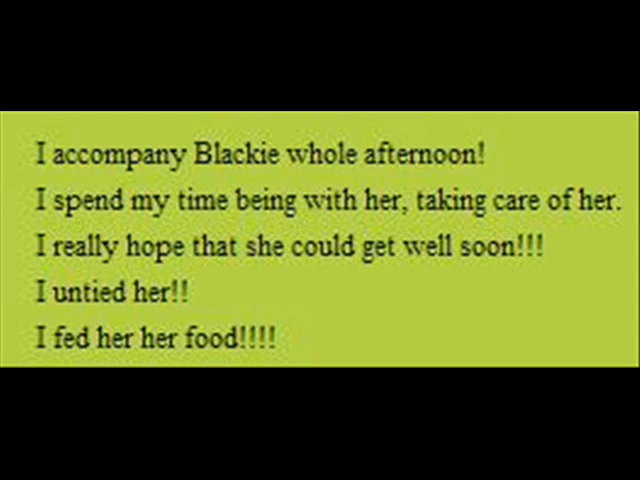 I accompany Blackie whole afternoon!
I spend my time being with her, taking care of her.
I really hope that she could get well soon!!!
I untied her!!
I fed her her food!!!!